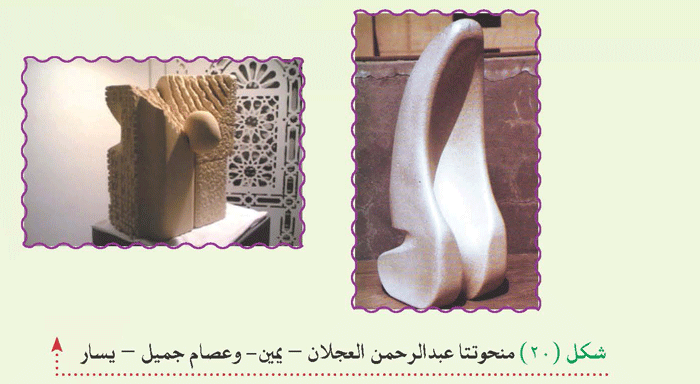 شكل (٢٠) منحوتتا عبدالرحمن العجلان – يمين- وعصام جميل – يسار